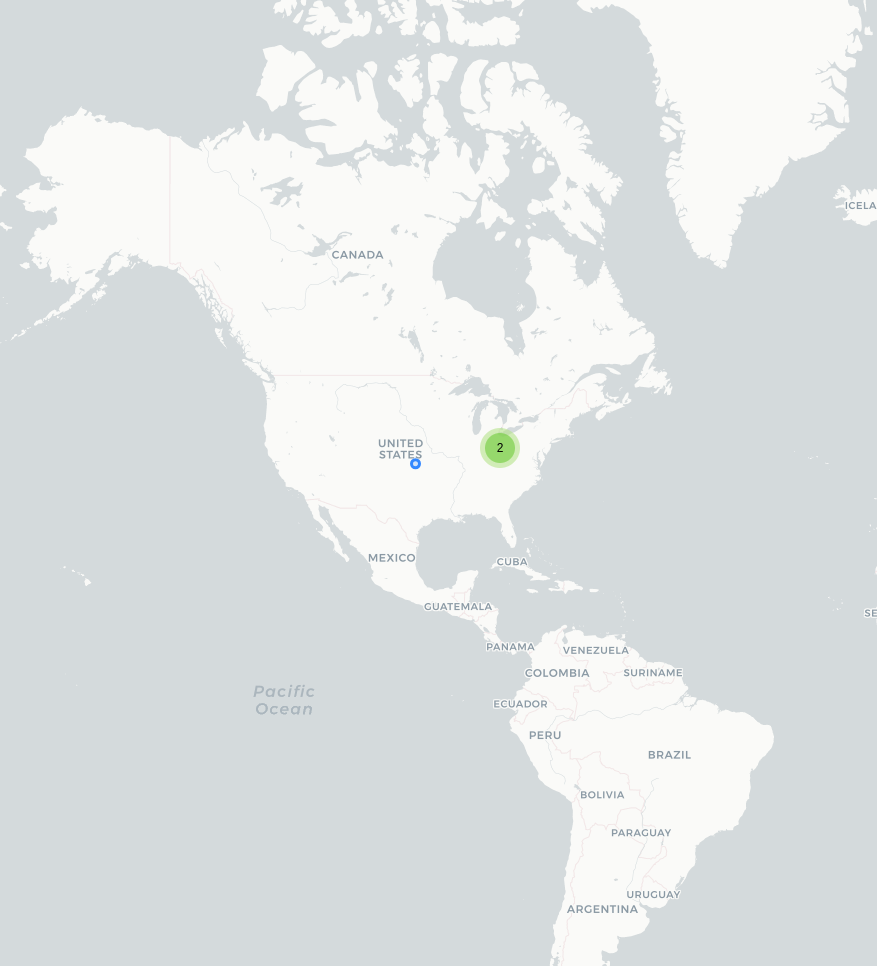 ICELA
CANADA
UNITED
STATES
2
MEXICO
CUBA
GUATEMALA
SE
PANAMA
VENEZUELA
COLOMBIA
SURINAME
Pacific
Ocean
ECUADOR
PERU
BRAZIL
BOLIVIA
PARAGUAY
URUGUAY
ARGENTINA